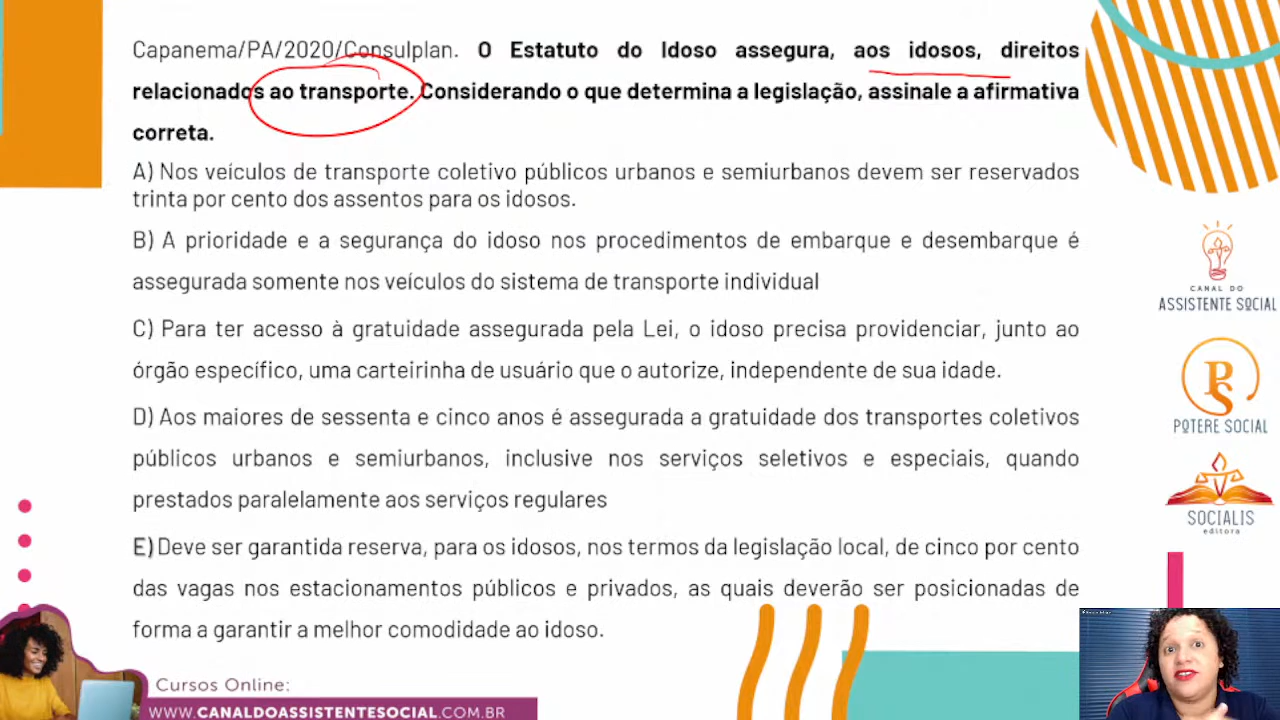 Capanema/PA/2020/Consulplan. O Estatuto do Idoso assegura, aos idosos, direitos
relacionados ao transporte. Considerando o que determina a legislação, assinale a afirmativa
correta.
A) Nos veículos de transporte coletivo públicos urbanos e semiurbanos devem ser reservados
trinta por cento dos assentos para os idosos.
B) A prioridade e a segurança do idoso nos procedimentos de embarque e desembarque é
assegurada somente nos veículos do sistema de transporte individual
C) Para ter acesso à gratuidade assegurada pela Lei, o idoso precisa providenciar, junto ao
órgão específico, uma carteirinha de usuário que o autorize, independente de sua idade.
D) Aos maiores de sessenta e cinco anos é assegurada a gratuidade dos transportes coletivos
públicos urbanos e semiurbanos, inclusive nos serviços seletivos e especiais, quando
prestados paralelamente aos serviços regulares
E) Deve ser garantida reserva, para os idosos, nos termos da legislação local, de cinco por cento
das vagas nos estacionamentos públicos e privados, as quais deverão ser posicionadas de
forma a garantir a melhor comodidade ao idoso.
CANAL DO
ASSISTENTE SOCIAL
PS
POTERE SOCIAL
SOCIALIS
editora
Cursos Online:
WWW.CANALDOASSISTENTESOCIAL.COM.BR